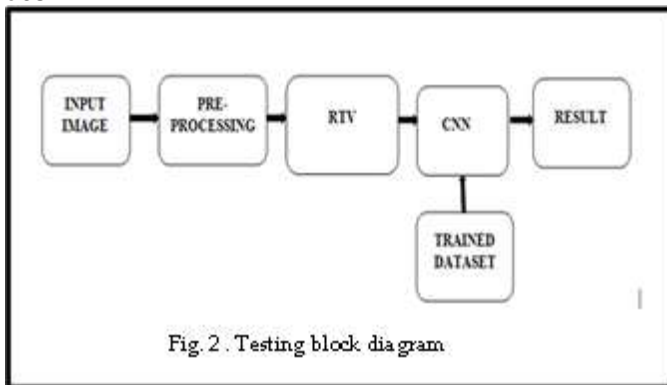 INPUT
IMAGE
PRE-
PROCESSING
RTV
CNN
RESULT
TRAINED
DATASET
Fig. 2 . Testing block diagram